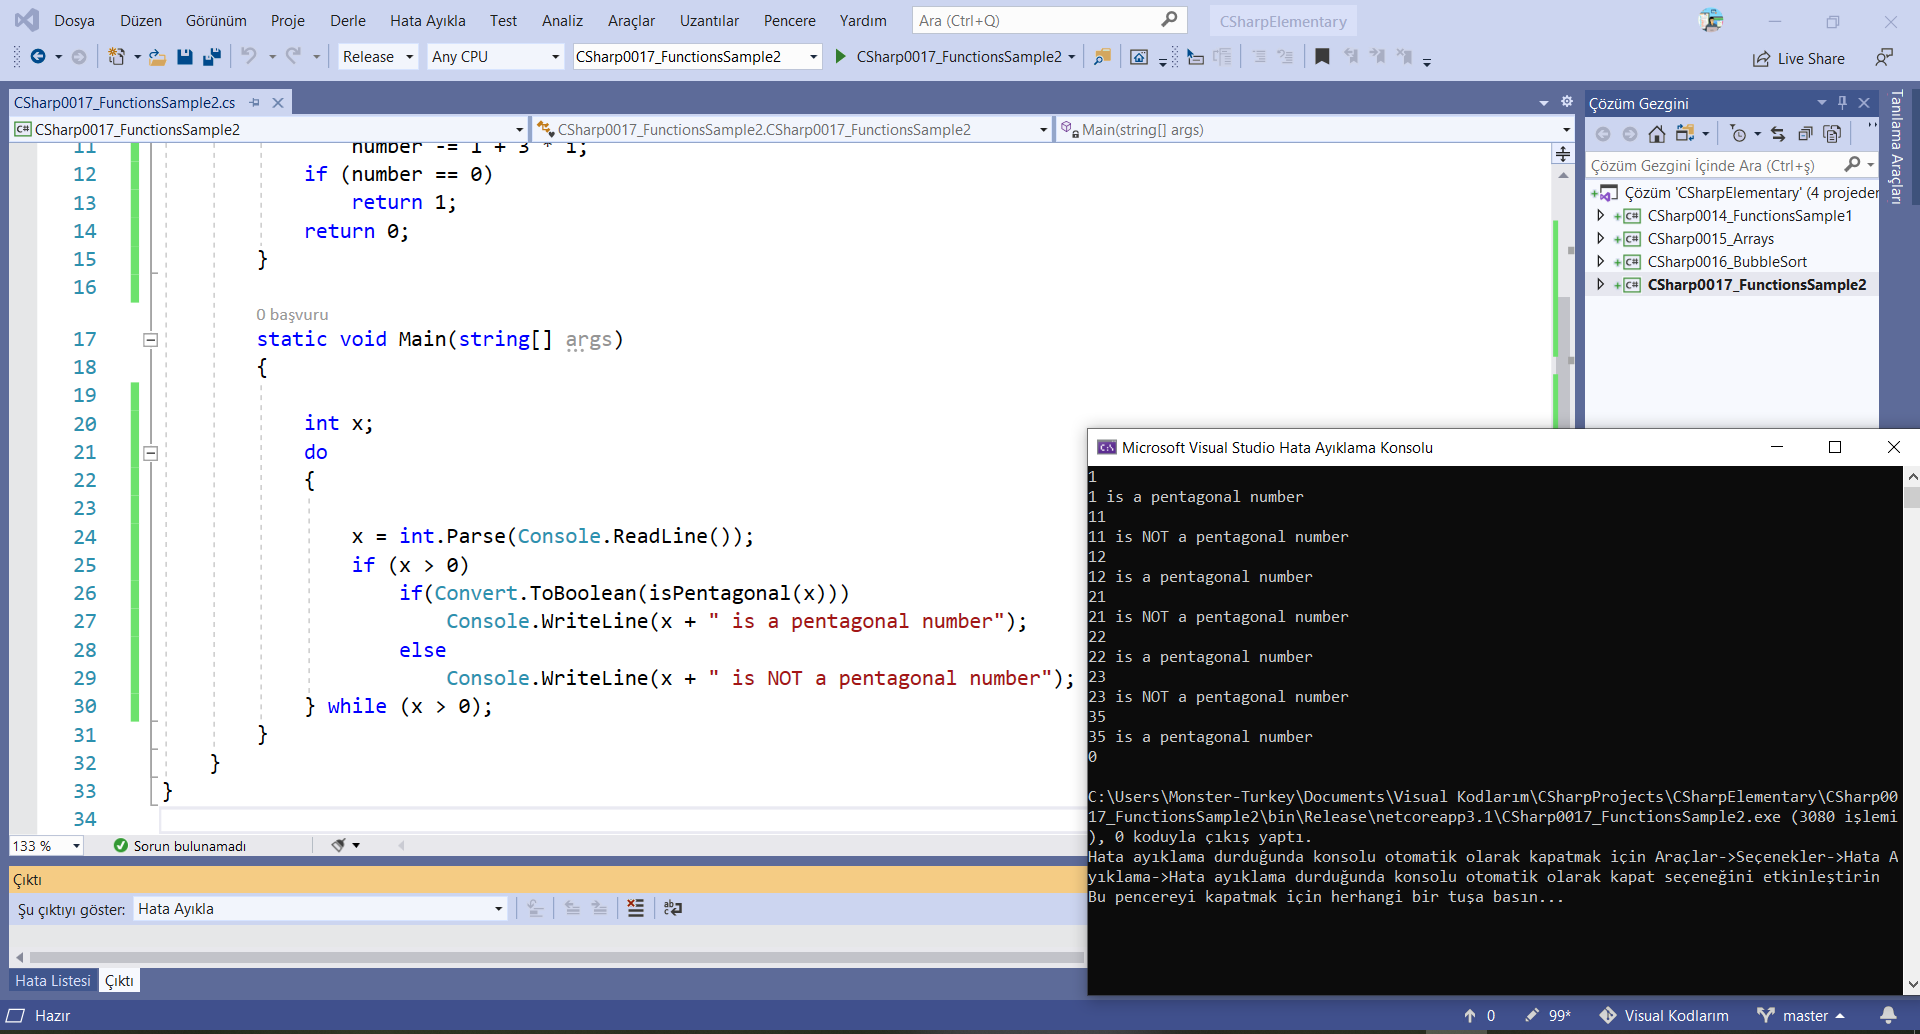 Dosya Düzen Görünüm Proje Derle Hata Ayıkla Test Analiz Araçlar Uzantılar Pencere Yardım Ara (Ctrl+Q) CSharpElementary
Release Any CPU CSharp0017_FunctionsSample2 CSharp0017_FunctionsSample2 Live Share
CSharp0017_FunctionsSample2.cs
CSharp0017_FunctionsSample2 CSharp0017_FunctionsSample2.CSharp0017_FunctionsSample2 Main(string[] args)
11 number -= 1 + 3 * i;
12 if (number == 0)
13 return 1;
14 return 0;
15 }
16
0 başvuru
17 static void Main(string[] args)
18 {
19
20 int x;
21 do
22 {
23
24 x = int.Parse(Console.ReadLine());
25 if (x > 0)
26 if(Convert.ToBoolean(isPentagonal(x)))
27 Console.WriteLine(x + " is a pentagonal number");
28 else
29 Console.WriteLine(x + " is NOT a pentagonal number");
30 } while (x > 0);
31 }
32 }
33 }
34
133 % Sorun bulunamadı
Çıktı
Şu çıktıyı göster: Hata Ayıkla
Hata Listesi Çıktı
Çözüm Gezgini
Çözüm Gezgini İçinde Ara (Ctrl+ş)
Çözüm 'CSharpElementary' (4 projeder
CSharp0014_FunctionsSample1
CSharp0015_Arrays
CSharp0016_BubbleSort
CSharp0017_FunctionsSample2
Tanılama Araçları
Microsoft Visual Studio Hata Ayıklama Konsolu
1
1 is a pentagonal number
11
11 is NOT a pentagonal number
12
12 is a pentagonal number
21
21 is NOT a pentagonal number
22
22 is a pentagonal number
23
23 is NOT a pentagonal number
35
35 is a pentagonal number
0
C:\Users\Monster-Turkey\Documents\Visual Kodlarım\CSharpProjects\CSharpElementary\CSharp00
17_FunctionsSample2\bin\Release\netcoreapp3.1\CSharp0017_FunctionsSample2.exe (3080 işlemi
), 0 koduyla çıkış yaptı.
Hata ayıklama durduğunda konsolu otomatik olarak kapatmak için Araçlar->Seçenekler->Hata A
yıklama->Hata ayıklama durduğunda konsolu otomatik olarak kapat seçeneğini etkinleştirin
Bu pencereyi kapatmak için herhangi bir tuşa basın...
Hazır 0 99* Visual Kodlarım master